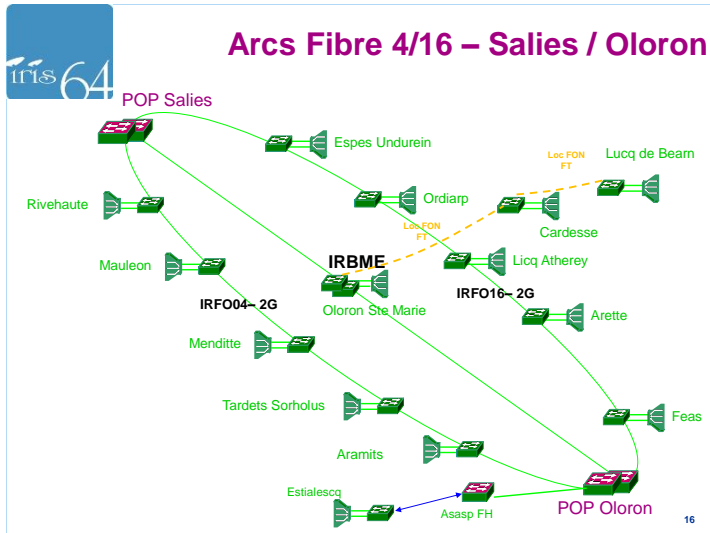 iris 64
Arcs Fibre 4/16 – Salies / Oloron
POP Salies
Espes Undurein
Loc FON
FT
Lucq de Bearn
Rivehaute
Ordiarp
Loc FON
FT
Cardesse
Mauleon
IRBME
Licq Atherey
IRFO04– 2G
Oloron Ste Marie
IRFO16– 2G
Arette
Menditte
Tardets Sorholus
Feas
Aramits
Estialescq
Asasp FH
POP Oloron
16